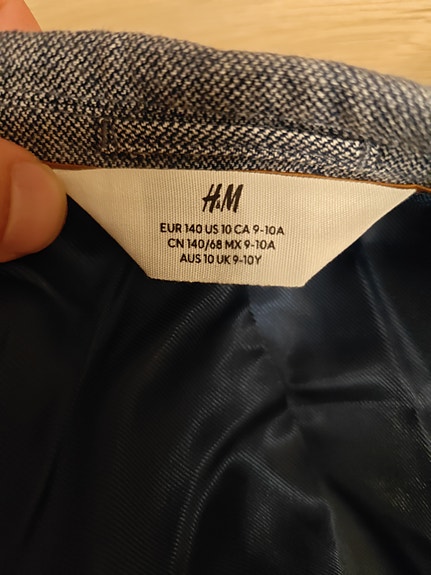 H&M
EUR 140 US 10 CA 9-10A
CN 140/68 MX 9-10A
AUS 10 UK 9-10Y